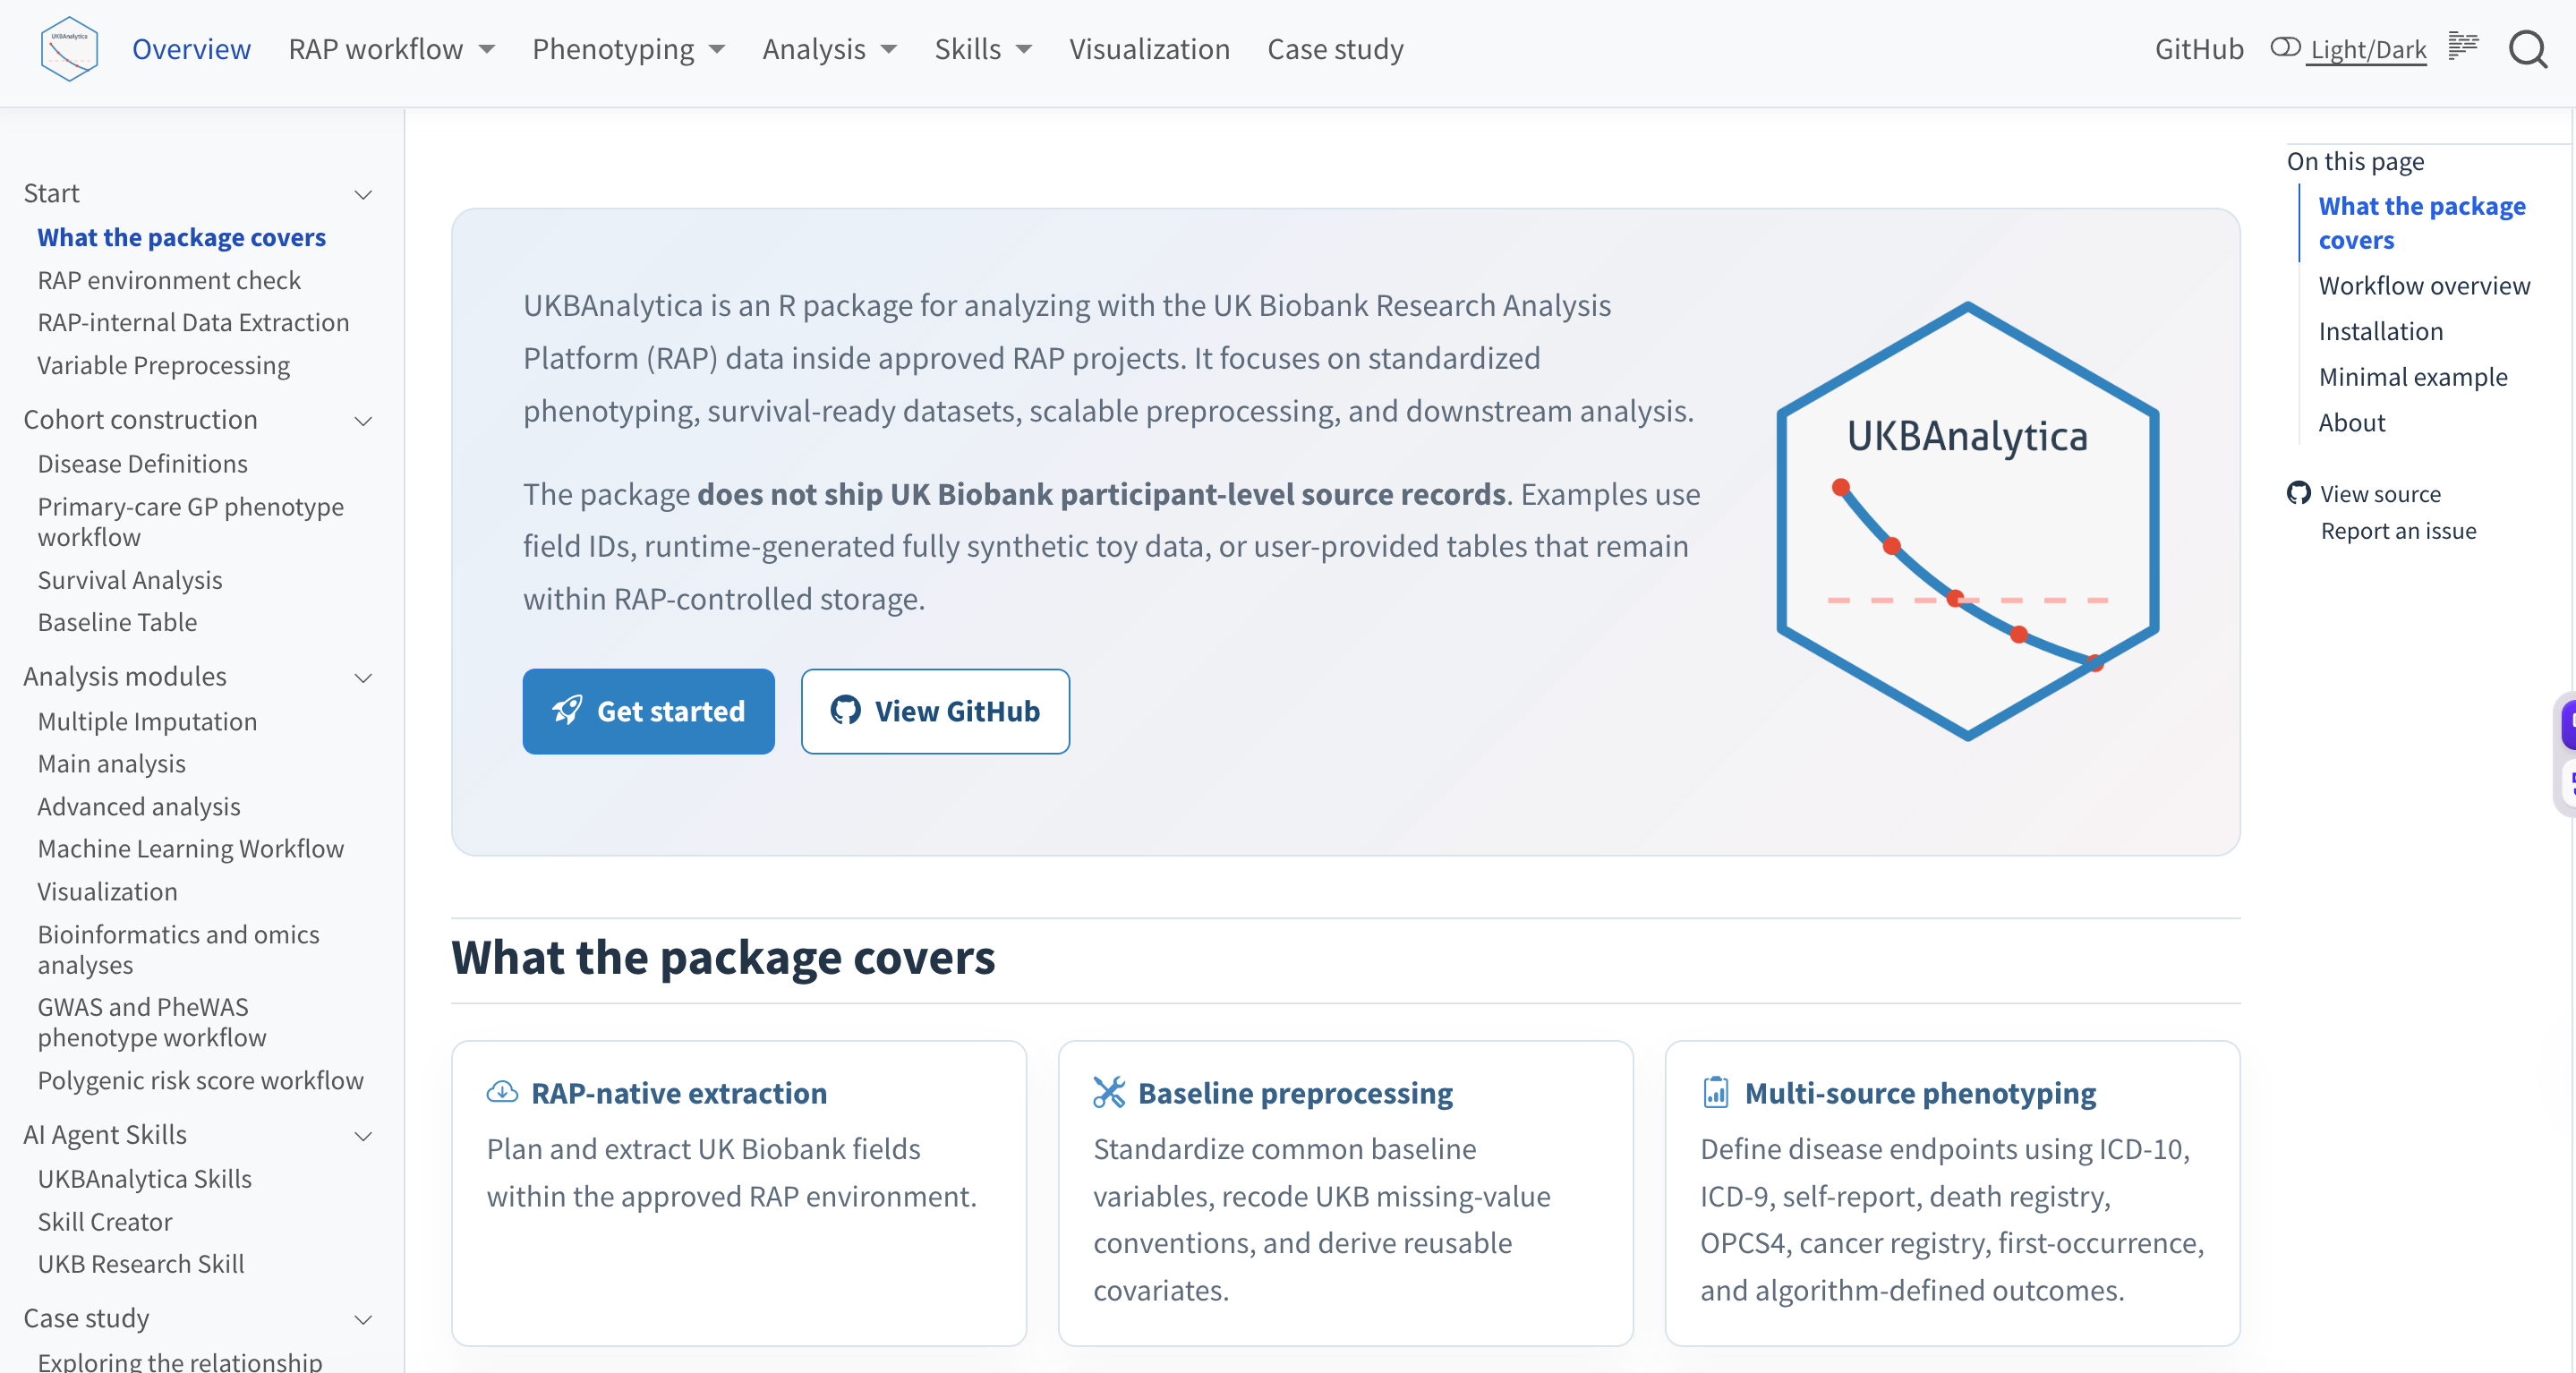 UKBAnalytica
Overview
RAP workflow
Phenotyping
Analysis
Skills
Visualization
Case study
GitHub
Light/Dark
Start
What the package covers
RAP environment check
RAP-internal Data Extraction
Variable Preprocessing
Cohort construction
Disease Definitions
Primary-care GP phenotype
workflow
Survival Analysis
Baseline Table
Analysis modules
Multiple Imputation
Main analysis
Advanced analysis
Machine Learning Workflow
Visualization
Bioinformatics and omics
analyses
GWAS and PheWAS
phenotype workflow
Polygenic risk score workflow
AI Agent Skills
UKBAnalytica Skills
Skill Creator
UKB Research Skill
Case study
Exploring the relationship
UKBAnalytica is an R package for analyzing with the UK Biobank Research Analysis
Platform (RAP) data inside approved RAP projects. It focuses on standardized
phenotyping, survival-ready datasets, scalable preprocessing, and downstream analysis.
The package does not ship UK Biobank participant-level source records. Examples use
field IDs, runtime-generated fully synthetic toy data, or user-provided tables that remain
within RAP-controlled storage.
Get started
View GitHub
UKBAnalytica
What the package covers
RAP-native extraction
Plan and extract UK Biobank fields
within the approved RAP environment.
Baseline preprocessing
Standardize common baseline
variables, recode UKB missing-value
conventions, and derive reusable
covariates.
Multi-source phenotyping
Define disease endpoints using ICD-10,
ICD-9, self-report, death registry,
OPCS4, cancer registry, first-occurrence,
and algorithm-defined outcomes.
On this page
What the package
covers
Workflow overview
Installation
Minimal example
About
View source
Report an issue